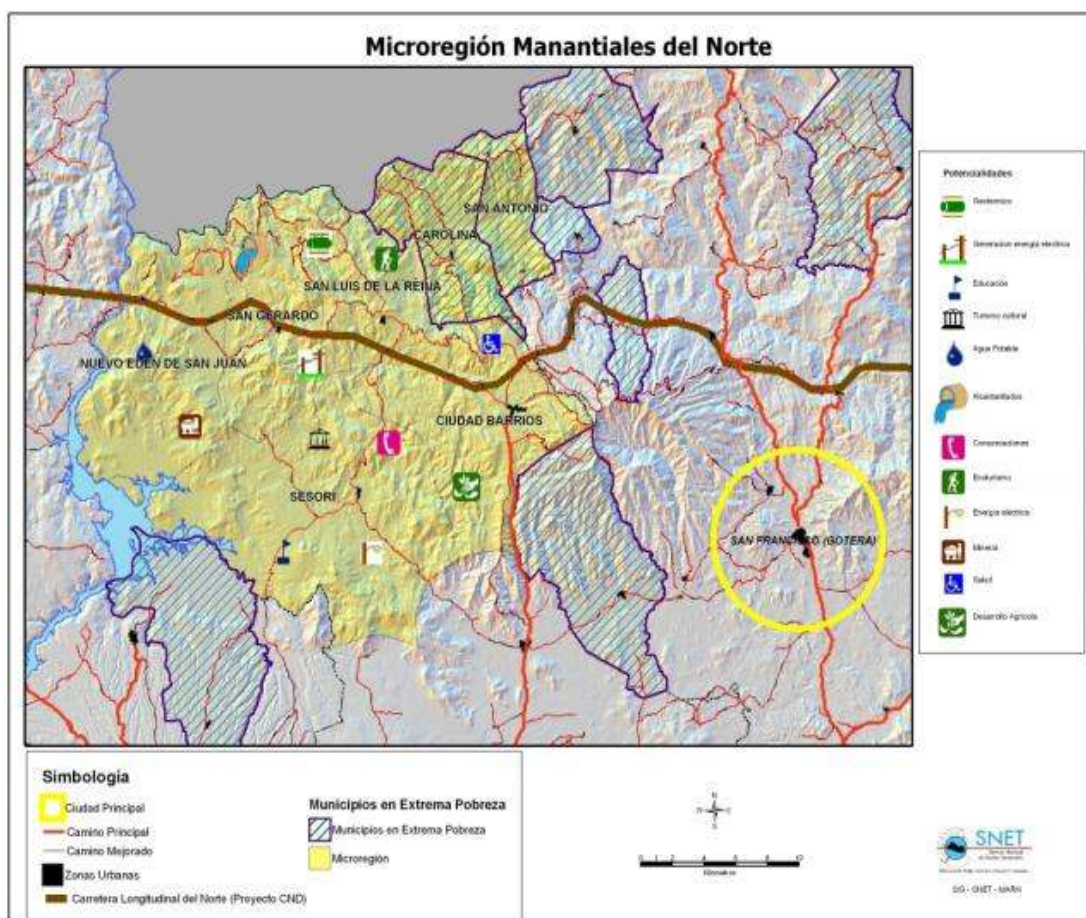 Microregión Manantiales del Norte
SAN ANTONIO
CAROLINA
SAN LUIS DE LA REINA
SAN GERARDO
NUEVO EDEN DE SAN JUAN
CIUDAD BARRIOS
SESORI
SAN FRANCISCO (GOTERA)
Potencialidades
Geotermico
Generacion energia electrica
Educación
Turismo
Agua Potable
Alcantarillados
Comunicaciones
Ecoturismo
Energia electrica
Mineria
Salud
Desarrollo Agricola
Simbología
Ciudad Principal
Camino Principal
Camino Mejorado
Zonas Urbanas
Carretera Longitudinal del Norte (Proyecto CND)
Municipios en Extrema Pobreza
Municipios en Extrema Pobreza
Microregión
N
S
Kilometros
SNET
SIG - SNET - MARN